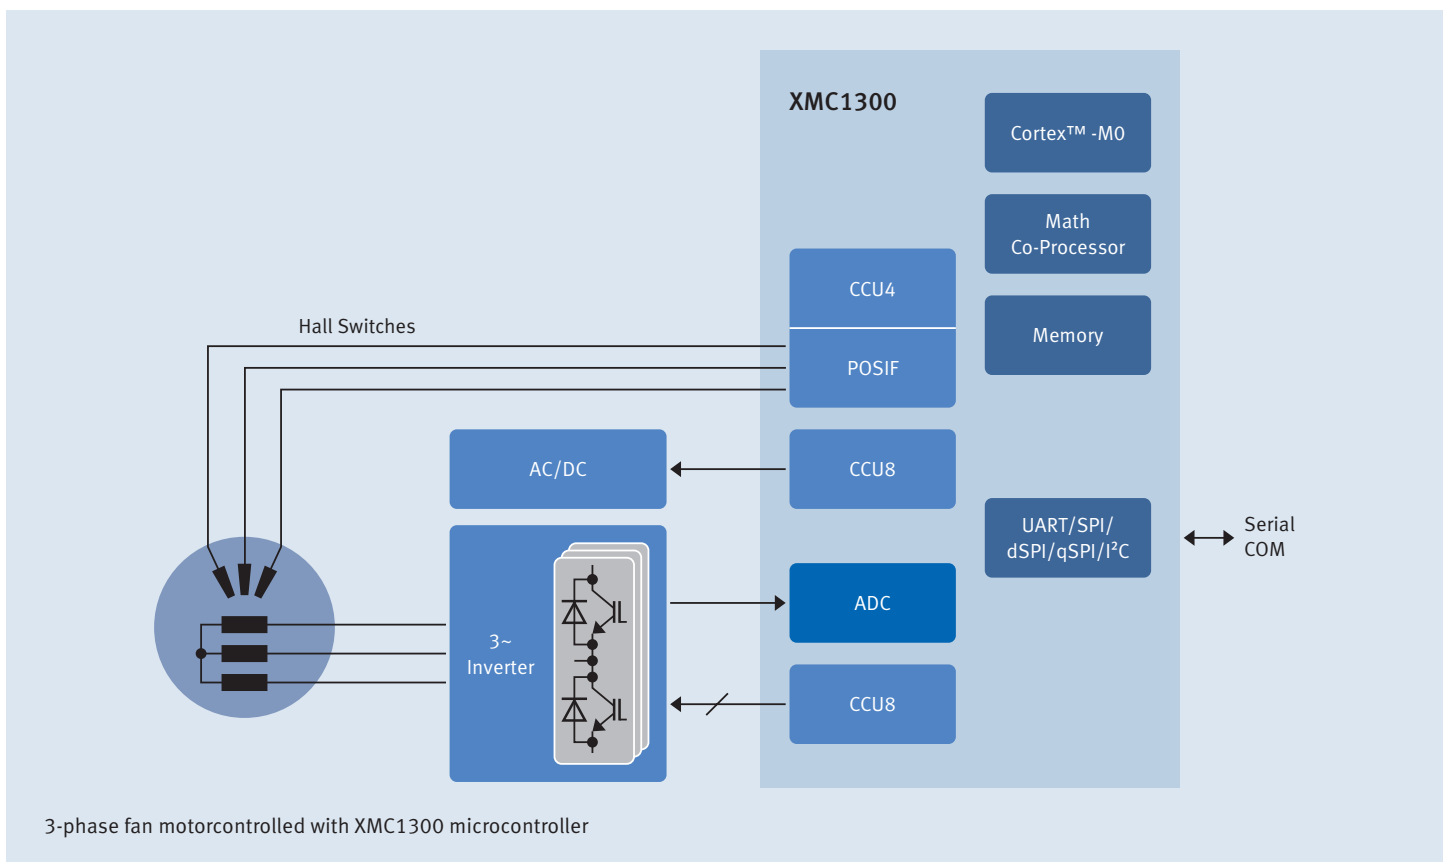 XMC1300
Cortex™ -M0
Math
Co-Processor
CCU4
Memory
Hall Switches
POSIF
AC/DC
CCU8
UART/SPI/
dSPI/qSPI/I²C
Serial
COM
ADC
3~
Inverter
CCU8
3-phase fan motorcontrolled with XMC1300 microcontroller